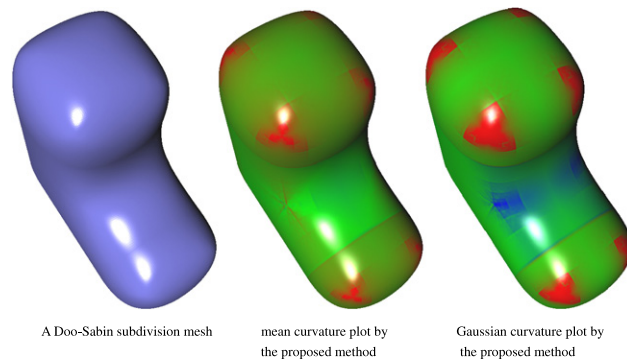 A Doo-Sabin subdivision mesh
mean curvature plot by
the proposed method
Gaussian curvature plot by
the proposed method